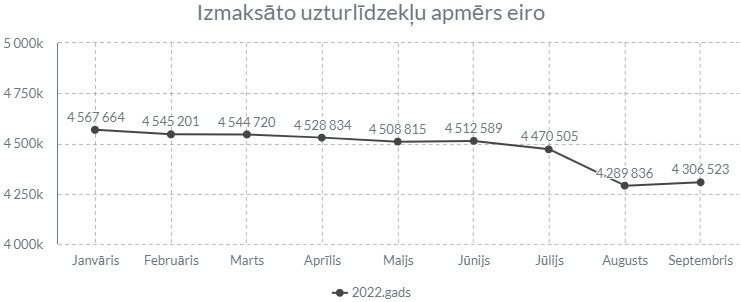 Izmaksāto uzturlīdzekļu apmērs eiro
5 000k
4 750k
4 500k
4 250k
4 000k
4 567 664
4 545 201
4 544 720
4 528 834
4 508 815
4 512 589
4 470 505
4 289 836
4 306 523
Janvāris Februāris Marts Aprīlis Maijs Jūnijs Jūlijs Augusts Septembris
2022.gads